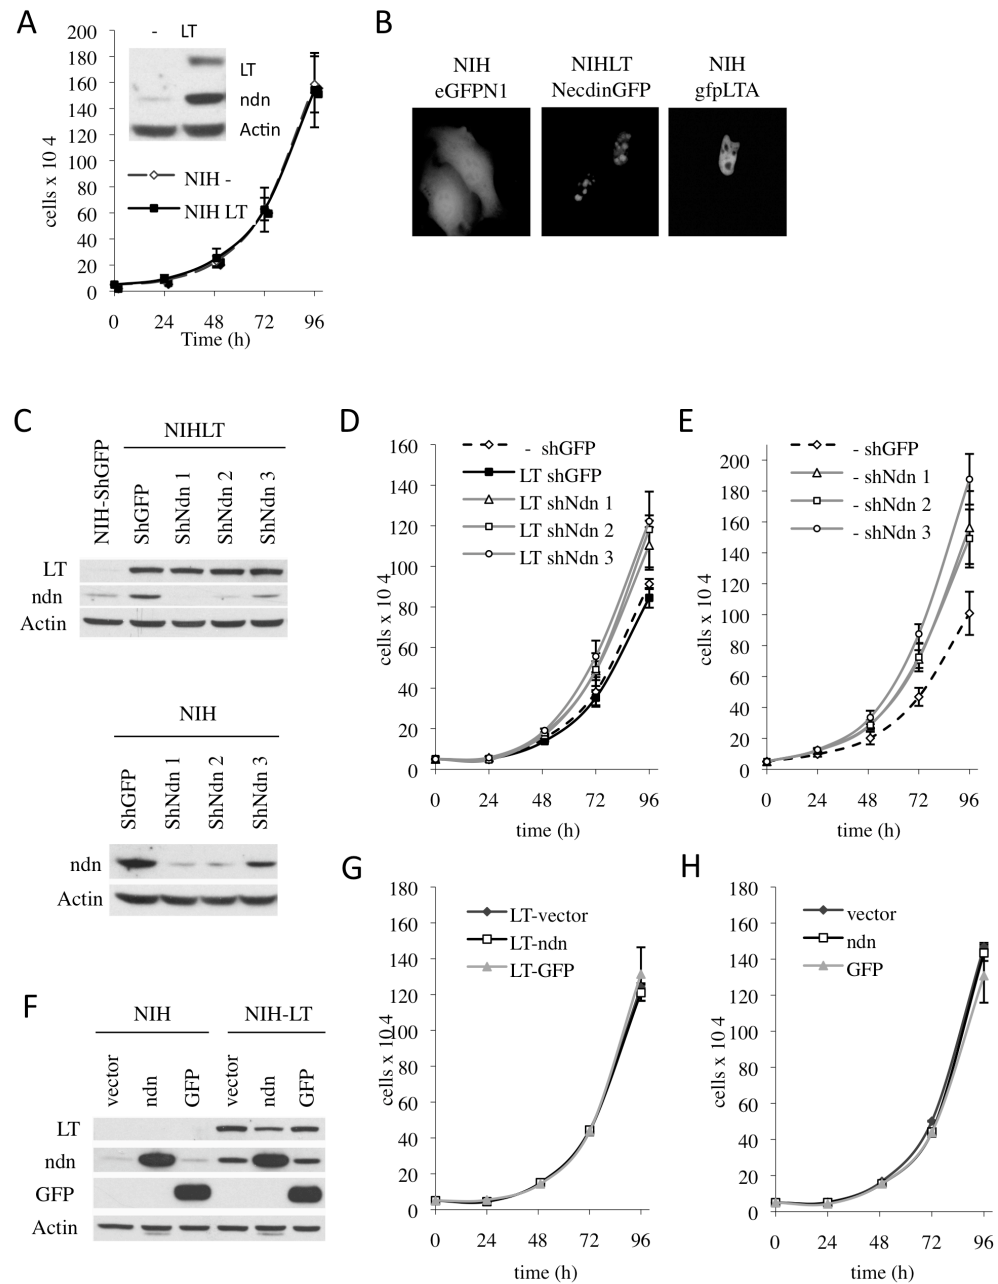 A
200
180
160
140
120
100
80
60
40
20
0
cells x 10 4
- LT
LT
ndn
Actin
NIH -
NIH LT
0 24 48 72 96
Time (h)
B
NIH
eGFPN1
NIHLT
NecdinGFP
NIH
gfpLTA
C
NIHLT
NIH-ShGFP
ShGFP
ShNdn 1
ShNdn 2
ShNdn 3
LT
ndn
Actin
NIH
ShGFP
ShNdn 1
ShNdn 2
ShNdn 3
ndn
Actin
D
160
140
120
100
80
60
40
20
0
cells x 10 4
- shGFP
LT shGFP
LT shNdn 1
LT shNdn 2
LT shNdn 3
0 24 48 72 96
time (h)
E
200
180
160
140
120
100
80
60
40
20
0
cells x 10 4
- shGFP
- shNdn 1
- shNdn 2
- shNdn 3
0 24 48 72 96
time (h)
F
NIH NIH-LT
vector
ndn
GFP
vector
ndn
GFP
LT
ndn
GFP
Actin
G
180
160
140
120
100
80
60
40
20
0
cells x 10 4
LT-vector
LT-ndn
LT-GFP
0 24 48 72 96
time (h)
H
180
160
140
120
100
80
60
40
20
0
cells x 10 4
vector
ndn
GFP
0 24 48 72 96
time (h)